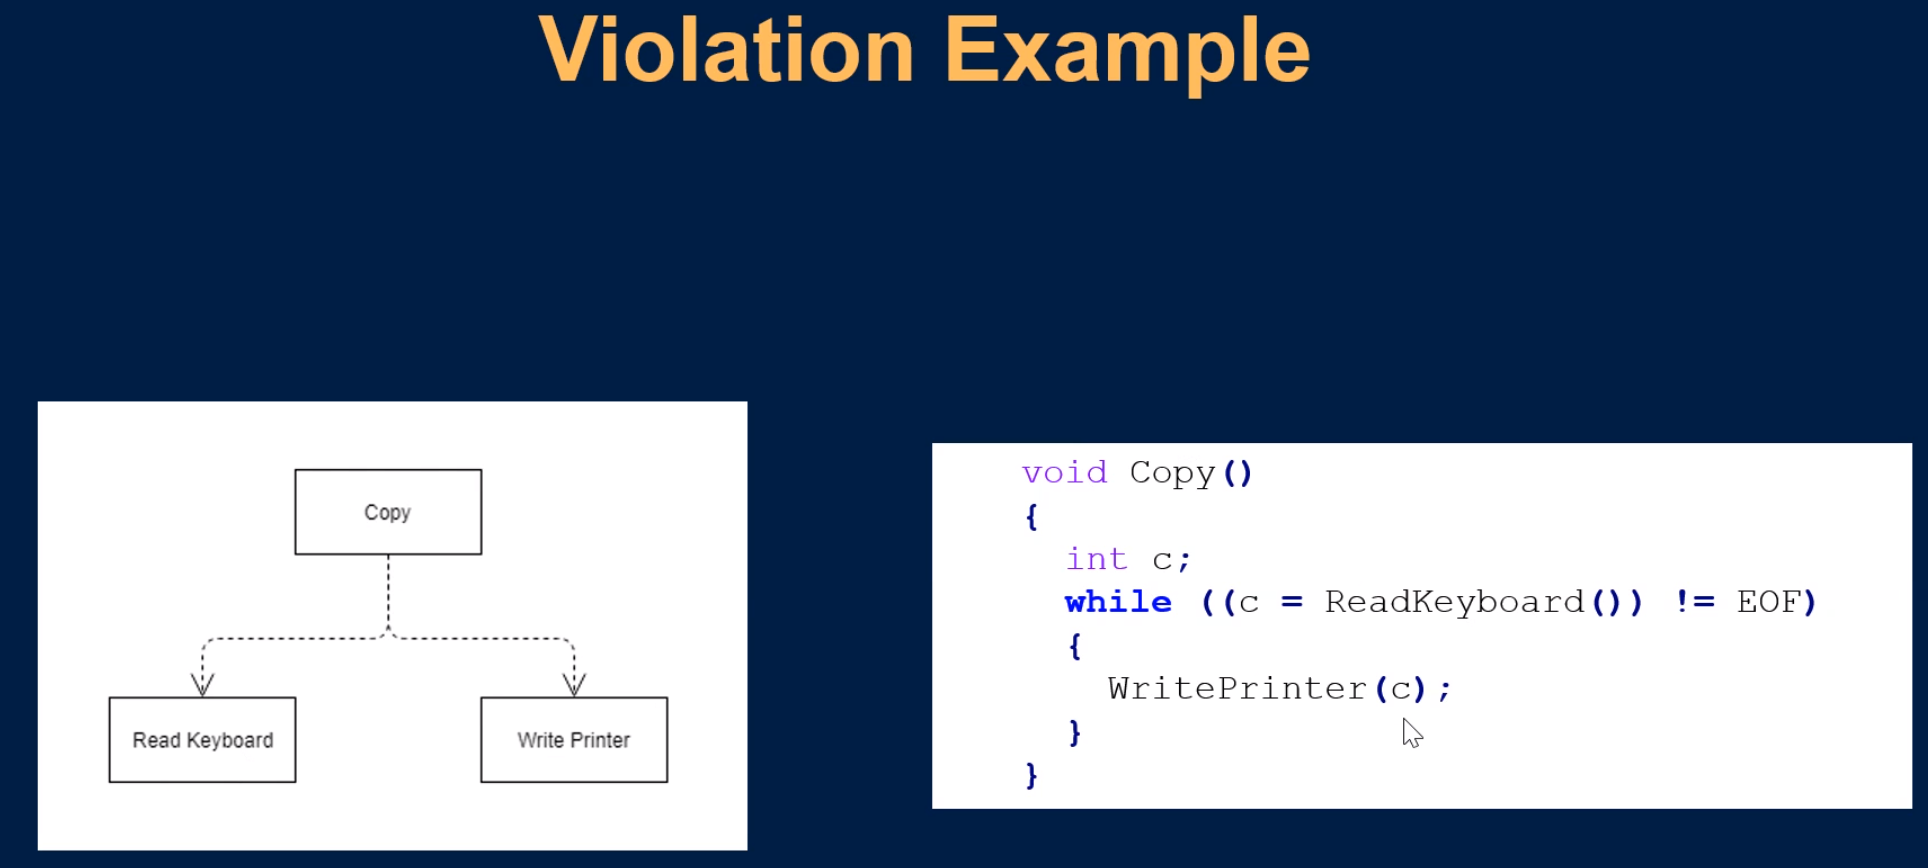 Violation Example
Copy
Read Keyboard
Write Printer
void Copy()
{
int c;
while ((c = ReadKeyboard()) != EOF)
{
WritePrinter(c);
}
}